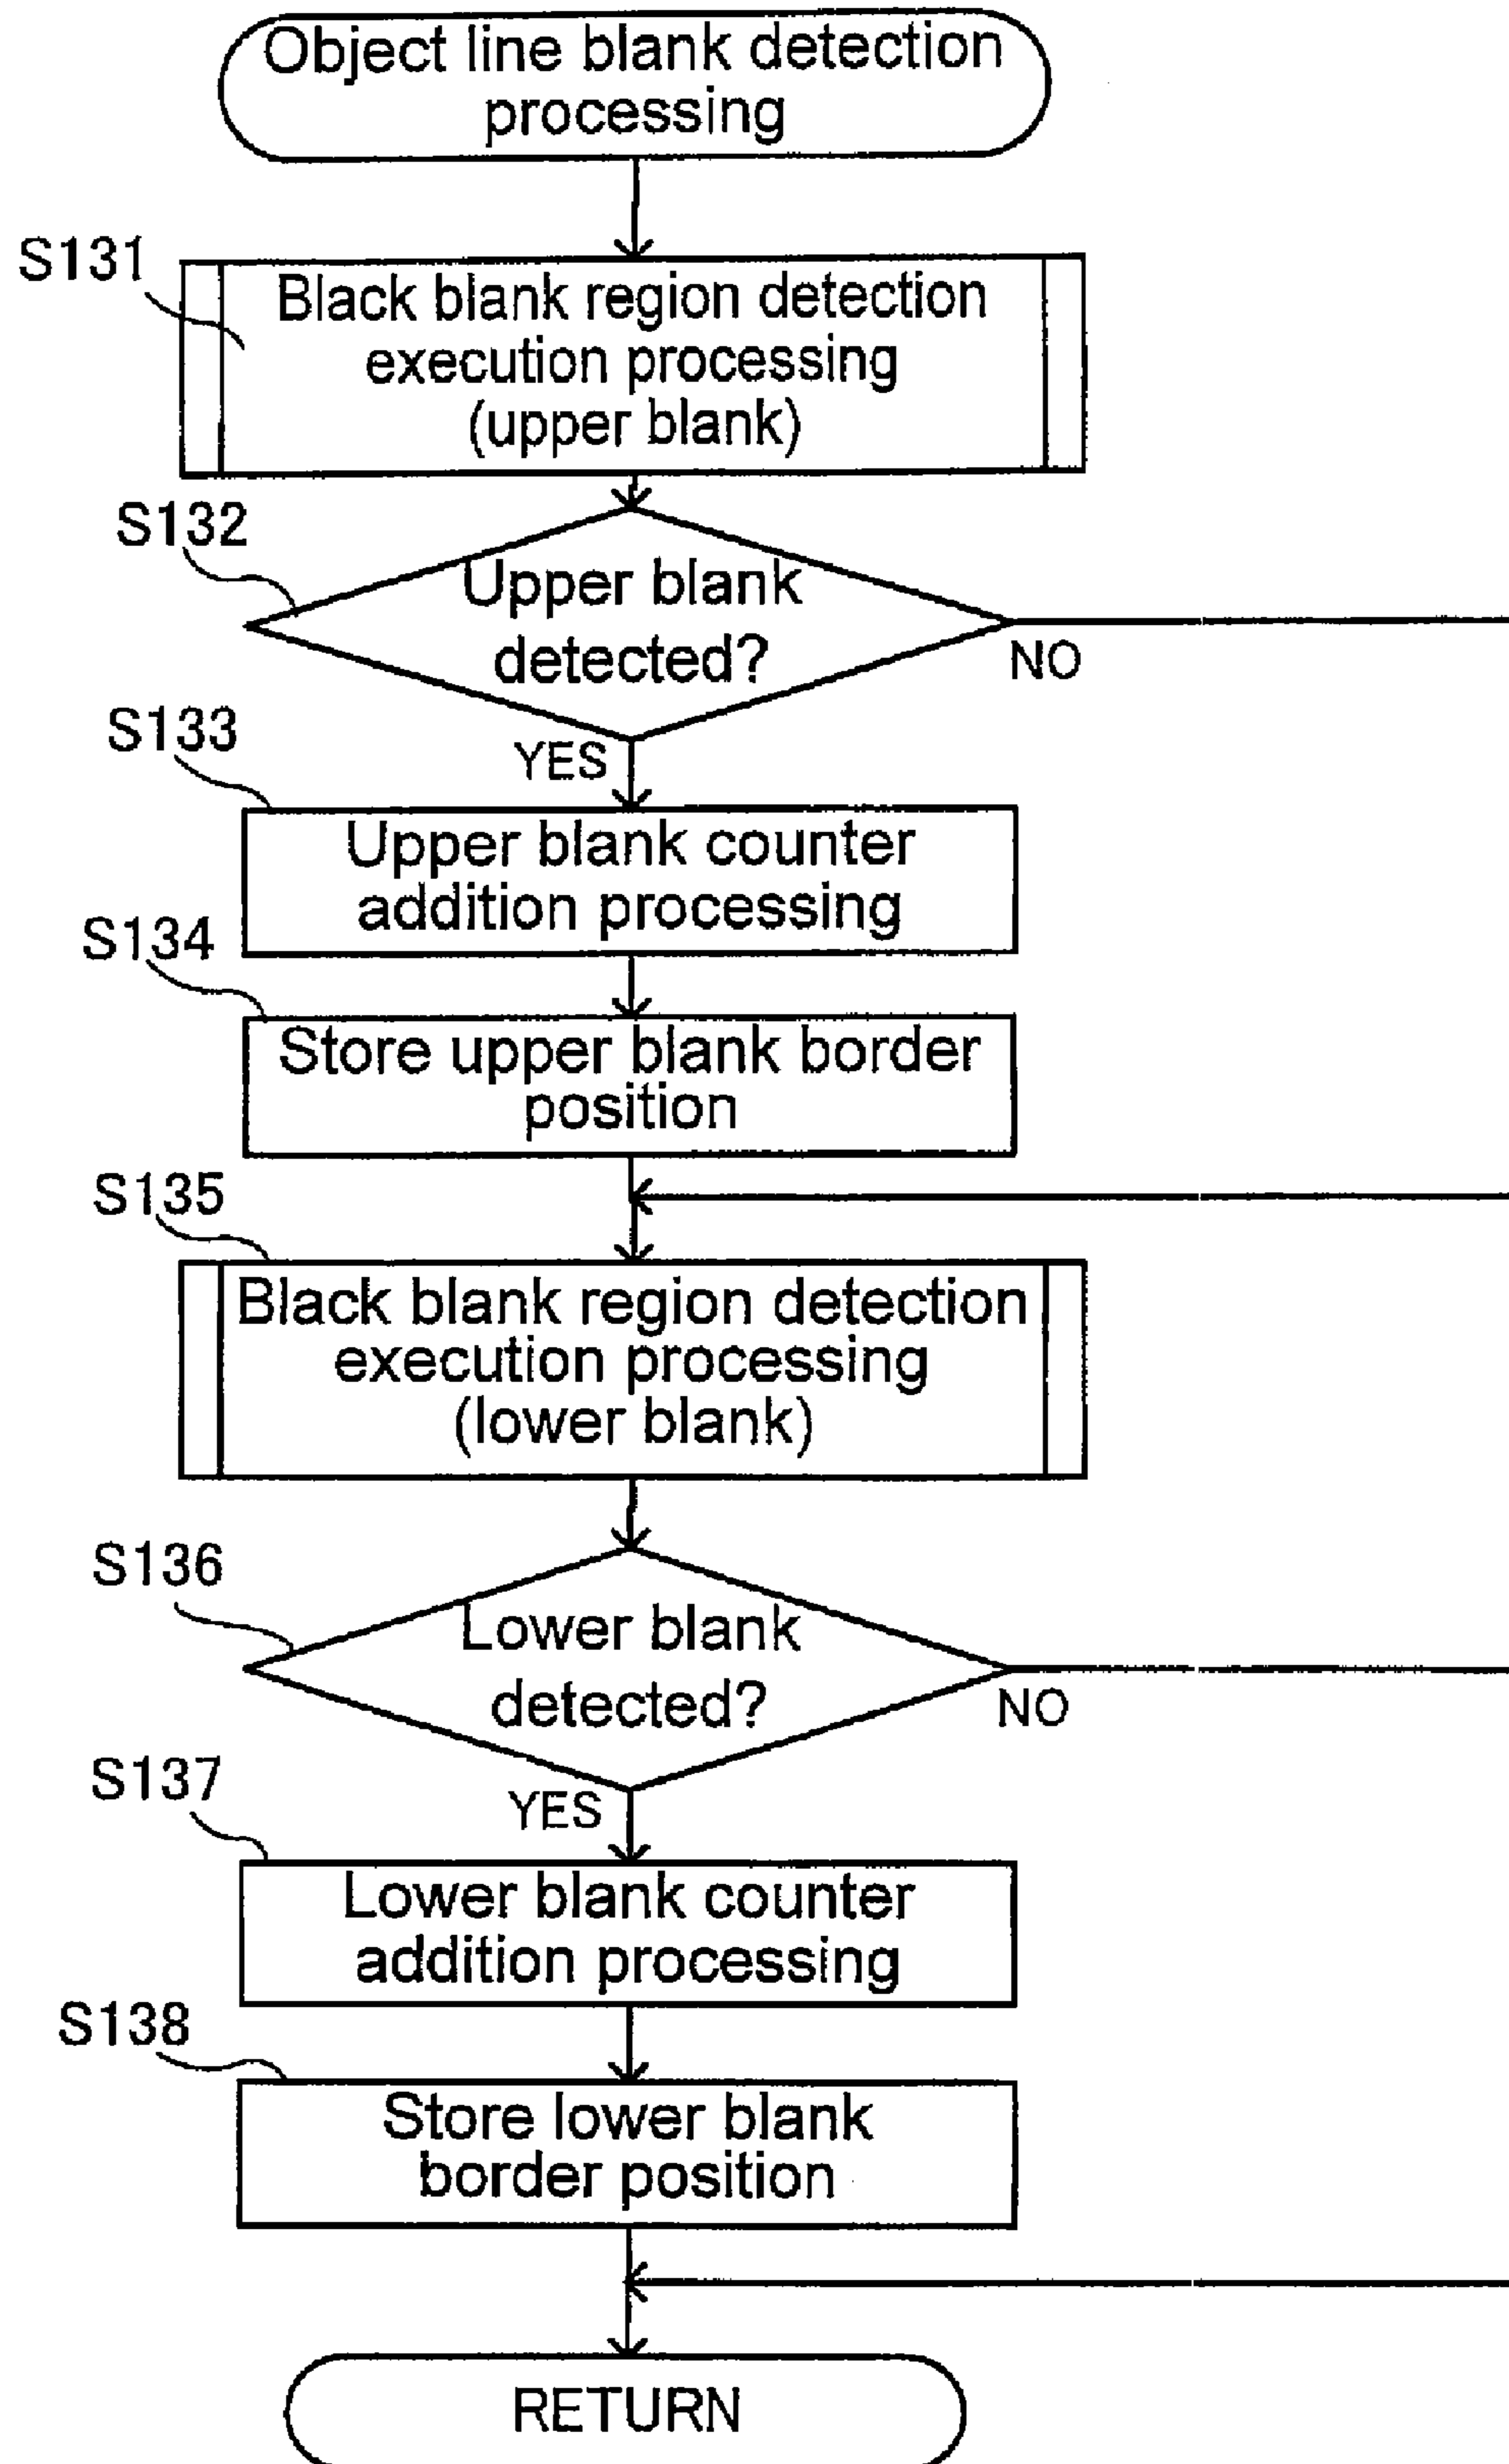 Object line blank detection
processing
S131
Black blank region detection
execution processing
(upper blank)
S132
Upper blank
detected?
NO
YES
S133
Upper blank counter
addition processing
S134
Store upper blank border
position
S135
Black blank region detection
execution processing
(lower blank)
S136
Lower blank
detected?
NO
YES
S137
Lower blank counter
addition processing
S138
Store lower blank
border position
RETURN